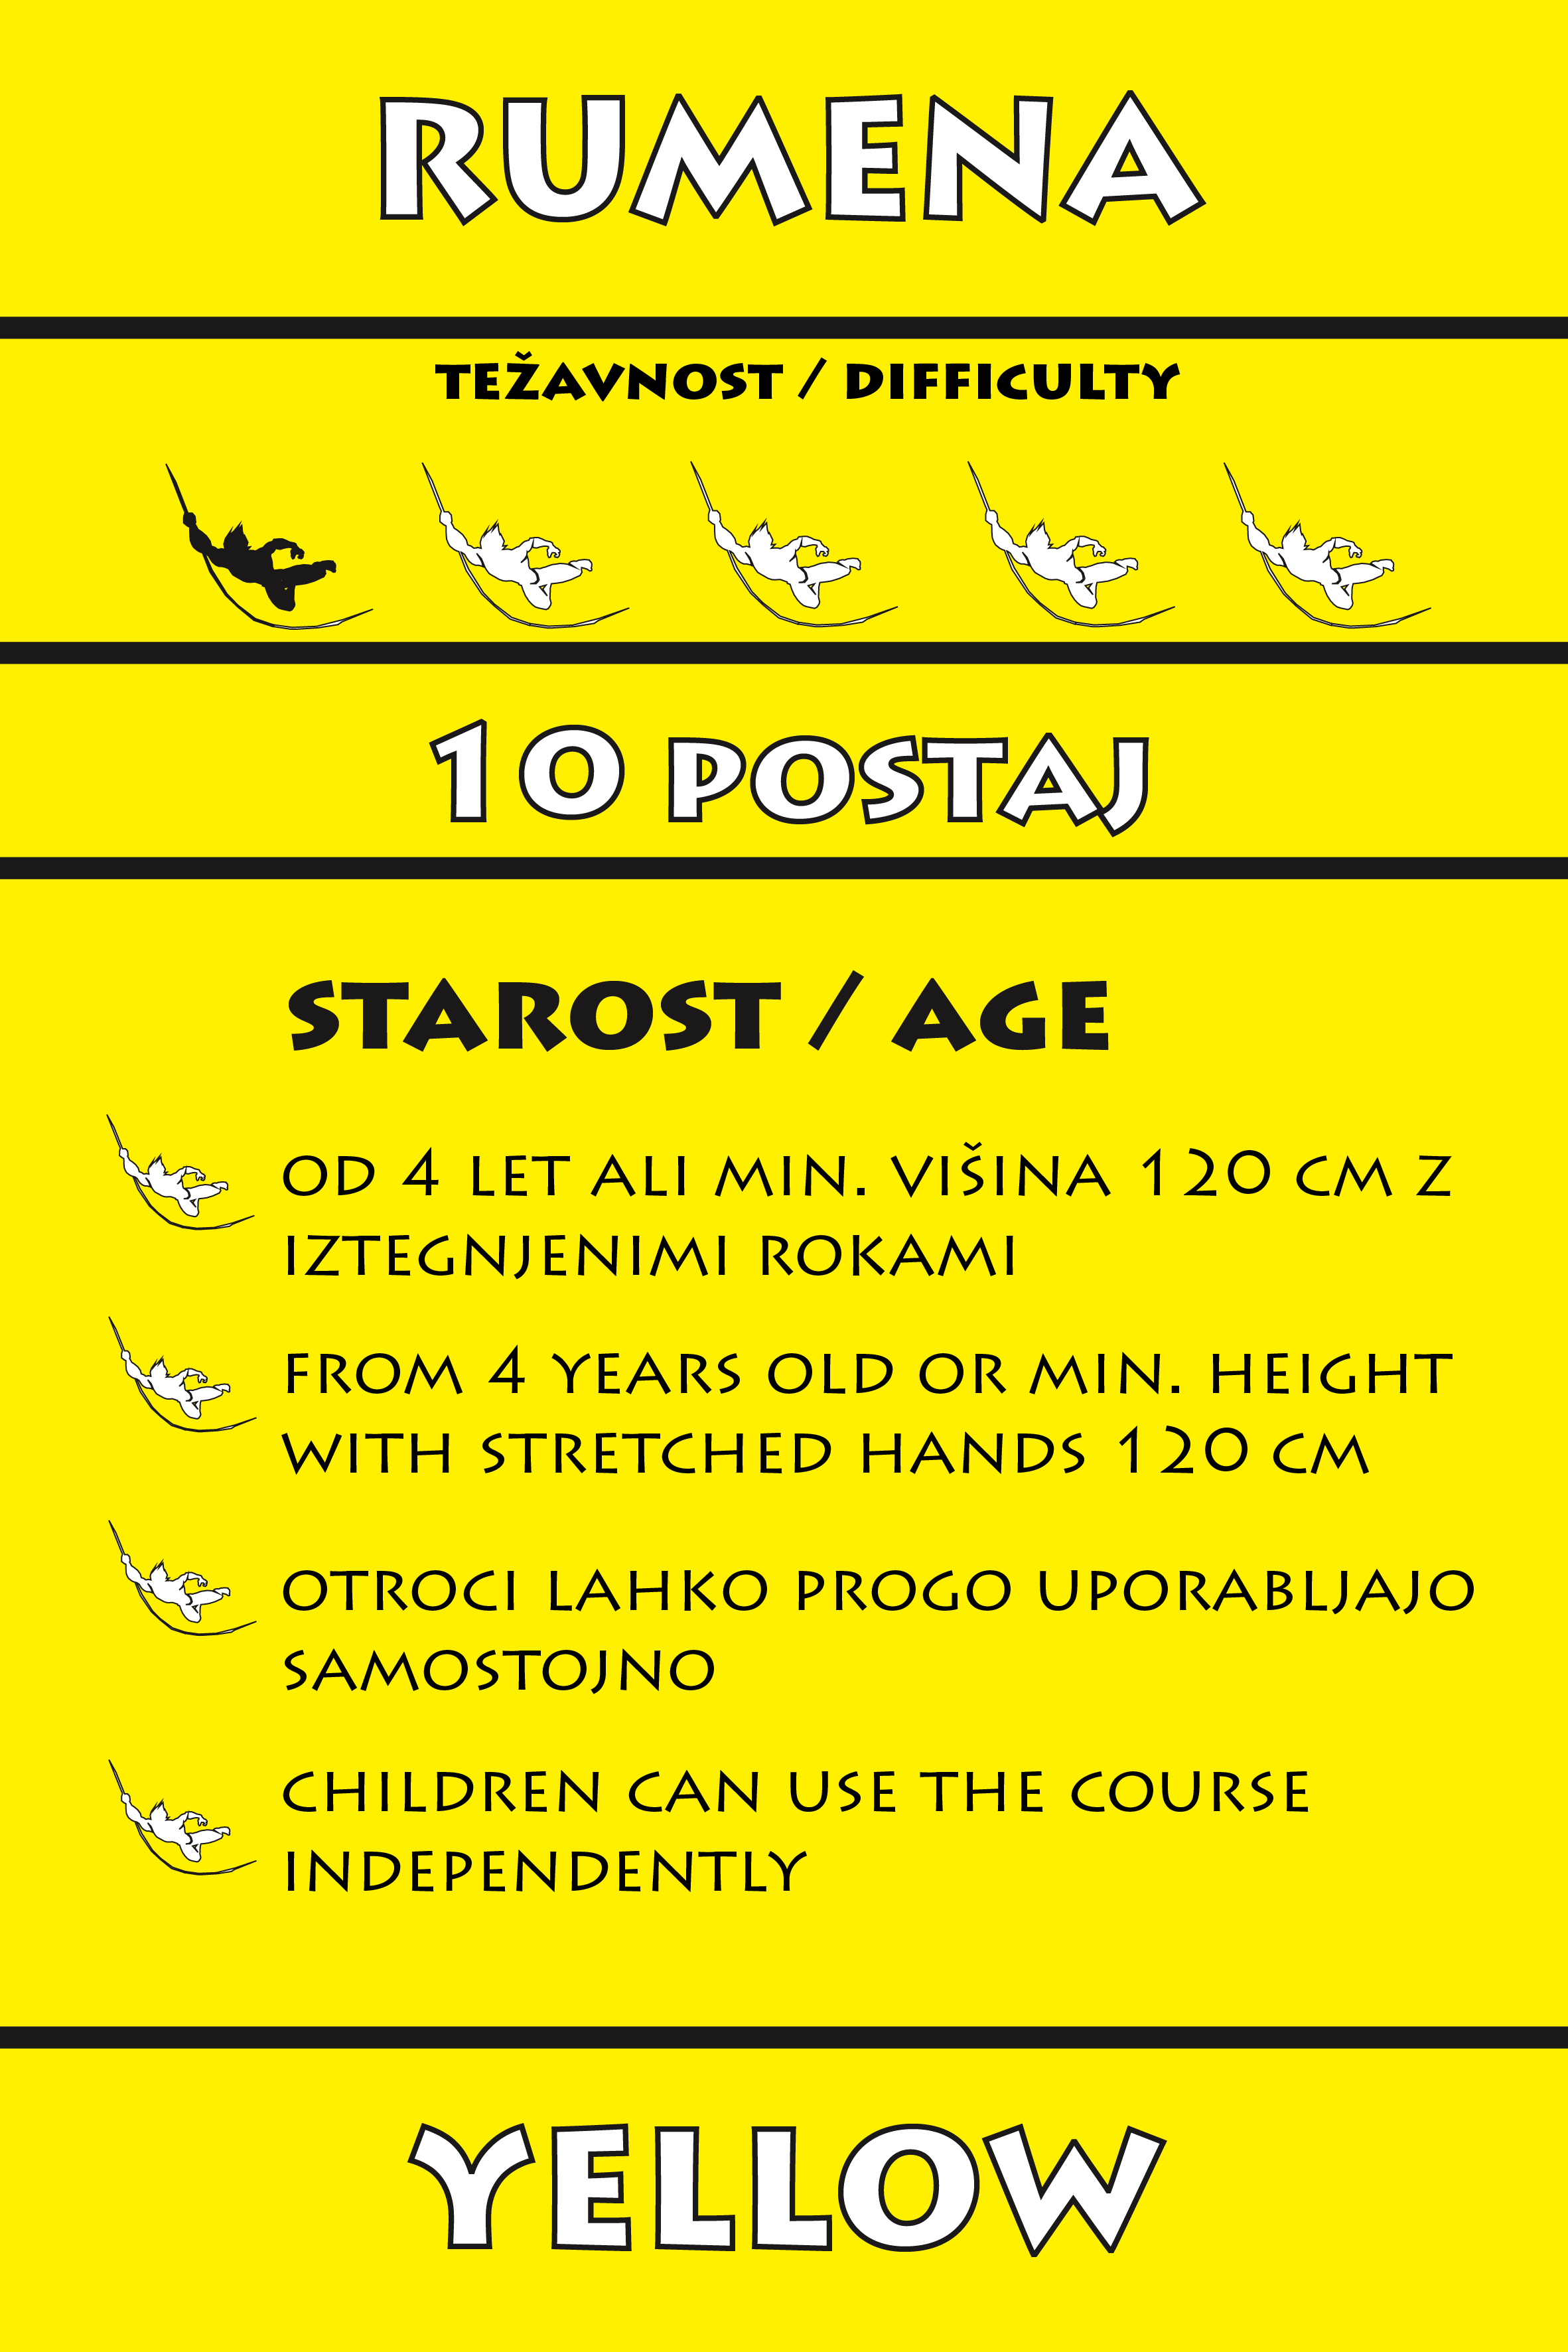 RUMENA
TEŽAVNOST / DIFFICULTY
10 POSTAJ
STAROST / AGE
OD 4 LET ALI MIN. VIŠINA 120 CM Z
IZTEGNJENIMI ROKAMI
FROM 4 YEARS OLD OR MIN. HEIGHT
WITH STRETCHED HANDS 120 CM
OTROCI LAHKO PROGO UPORABLJAJO
SAMOSTOJNO
CHILDREN CAN USE THE COURSE
INDEPENDENTLY
YELLOW